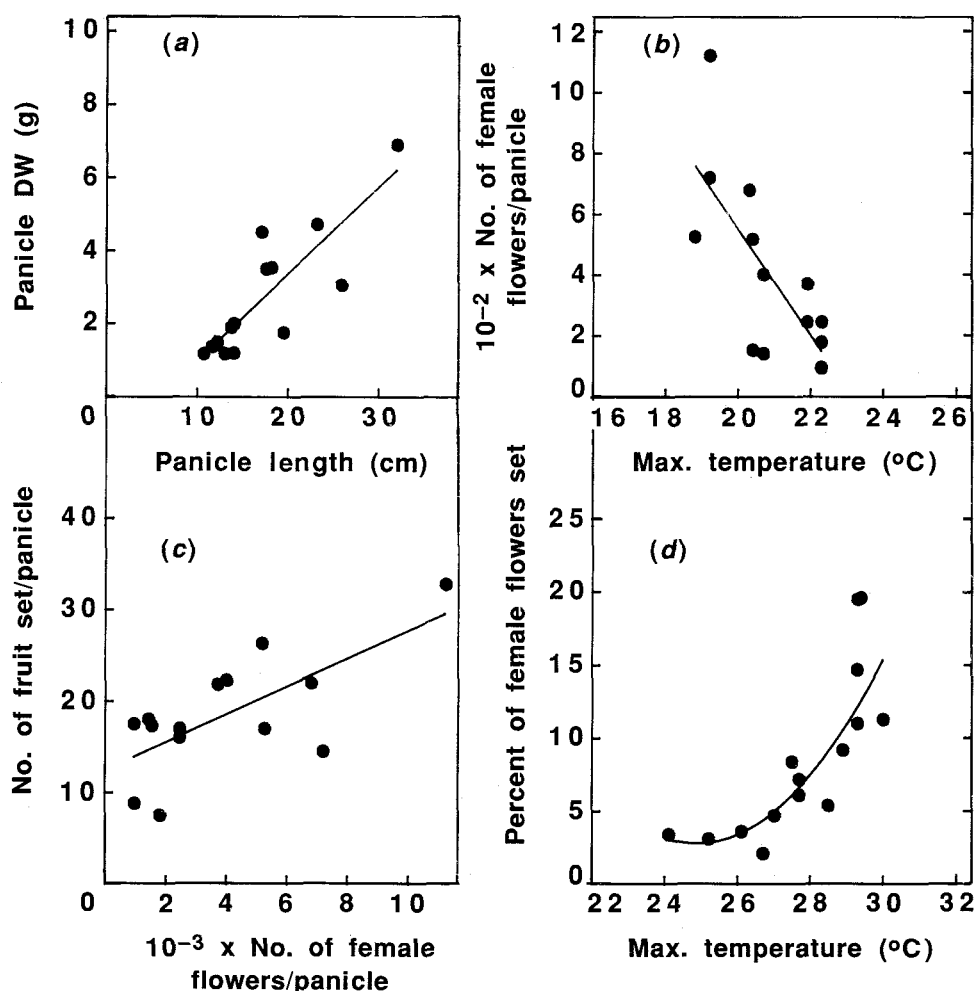 (a)
10
8
6
4
2
0
Panicle DW (g)
10 20 30
Panicle length (cm)
(b)
12
10
8
6
4
2
0
10⁻² x No. of female
flowers/panicle
16 18 20 22 24 26
Max. temperature (°C)
(c)
40
30
20
10
0
No. of fruit set/panicle
2 4 6 8 10
10⁻³ x No. of female
flowers/panicle
(d)
25
20
15
10
5
0
Percent of female flowers set
22 24 26 28 30 32
Max. temperature (°C)